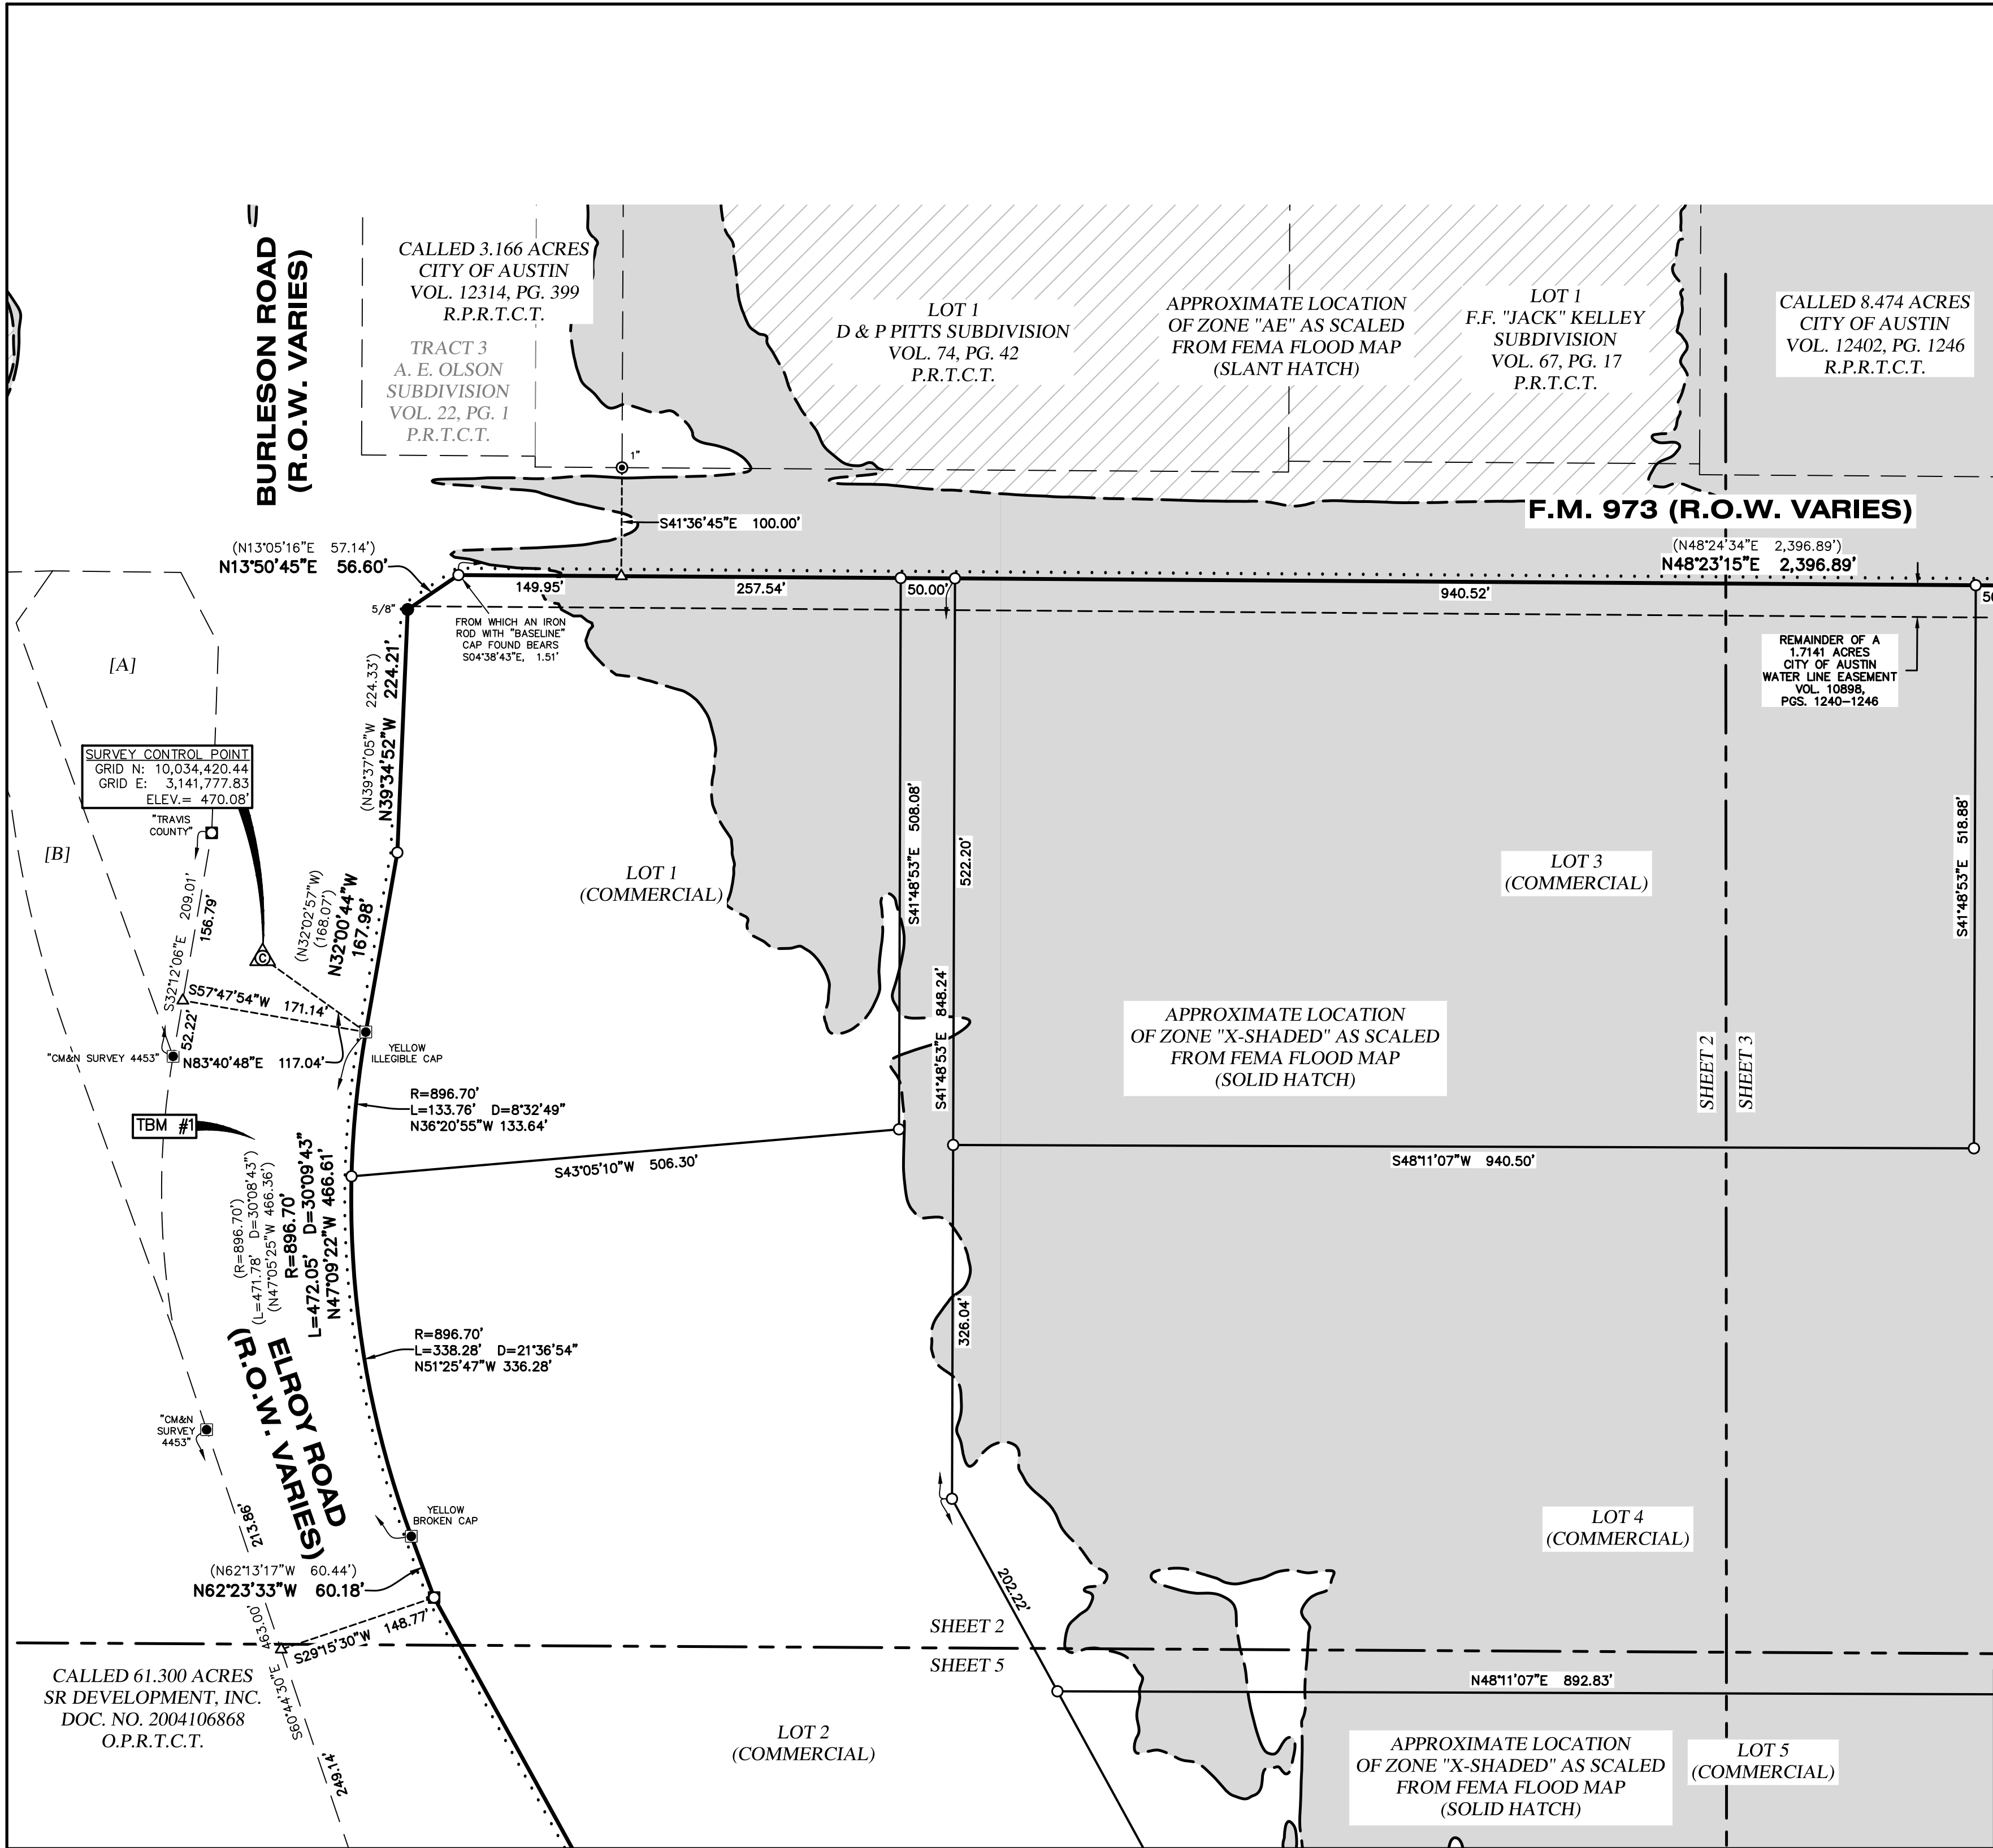 BURLESON ROAD
(R.O.W. VARIES)
CALLED 3.166 ACRES
CITY OF AUSTIN
VOL. 12314, PG. 399
R.P.R.T.C.T.
TRACT 3
A. E. OLSON
SUBDIVISION
VOL. 22, PG. 1
P.R.T.C.T.
LOT 1
D & P PITTS SUBDIVISION
VOL. 74, PG. 42
P.R.T.C.T.
APPROXIMATE LOCATION
OF ZONE "AE" AS SCALED
FROM FEMA FLOOD MAP
(SLANT HATCH)
LOT 1
F.F. "JACK" KELLEY
SUBDIVISION
VOL. 67, PG. 17
P.R.T.C.T.
CALLED 8.474 ACRES
CITY OF AUSTIN
VOL. 12402, PG. 1246
R.P.R.T.C.T.
1"
S41°36'45"E 100.00'
F.M. 973 (R.O.W. VARIES)
(N48°24'34"E 2,396.89')
N48°23'15"E 2,396.89'
(N13°05'16"E 57.14')
N13°50'45"E 56.60'
149.95'
257.54'
50.00'
940.52'
5/8"
FROM WHICH AN IRON
ROD WITH "BASELINE"
CAP FOUND BEARS
S04°38'43"E, 1.51'
REMAINDER OF A
1.7141 ACRES
CITY OF AUSTIN
WATER LINE EASEMENT
VOL. 10898,
PGS. 1240-1246
[A]
(N39°37'05"W 224.33')
N39°34'52"W 224.21'
SURVEY CONTROL POINT
GRID N: 10,034,420.44
GRID E: 3,141,777.83
ELEV.= 470.08'
"TRAVIS
COUNTY"
[B]
LOT 1
(COMMERCIAL)
S41°48'53"E 508.08'
522.20'
LOT 3
(COMMERCIAL)
S41°48'53"E 518.88'
S32°12'06"E 209.01'
156.79'
(N32°02'57"W)
(168.07')
N32°00'44"W
167.98'
C
S57°47'54"W 171.14'
52.22'
"CM&N SURVEY 4453"
N83°40'48"E 117.04'
YELLOW
ILLEGIBLE CAP
S41°48'53"E 848.24'
APPROXIMATE LOCATION
OF ZONE "X-SHADED" AS SCALED
FROM FEMA FLOOD MAP
(SOLID HATCH)
SHEET 2
SHEET 3
TBM #1
R=896.70'
L=133.76' D=8°32'49"
N36°20'55"W 133.64'
S43°05'10"W 506.30'
S48°11'07"W 940.50'
(R=896.70')
(L=471.78' D=30°08'43")
(N47°05'25"W 466.36')
R=896.70'
L=472.05' D=30°09'43"
N47°09'22"W 466.61'
326.04'
R=896.70'
L=338.28' D=21°36'54"
N51°25'47"W 336.28'
ELROY ROAD
(R.O.W. VARIES)
"CM&N
SURVEY
4453"
213.86'
YELLOW
BROKEN CAP
LOT 4
(COMMERCIAL)
(N62°13'17"W 60.44')
N62°23'33"W 60.18'
202.22'
S29°15'30"W 148.77'
SHEET 2
SHEET 5
S60°44'30"E 463.00'
CALLED 61.300 ACRES
SR DEVELOPMENT, INC.
DOC. NO. 2004106868
O.P.R.T.C.T.
249.14'
LOT 2
(COMMERCIAL)
N48°11'07"E 892.83'
APPROXIMATE LOCATION
OF ZONE "X-SHADED" AS SCALED
FROM FEMA FLOOD MAP
(SOLID HATCH)
LOT 5
(COMMERCIAL)